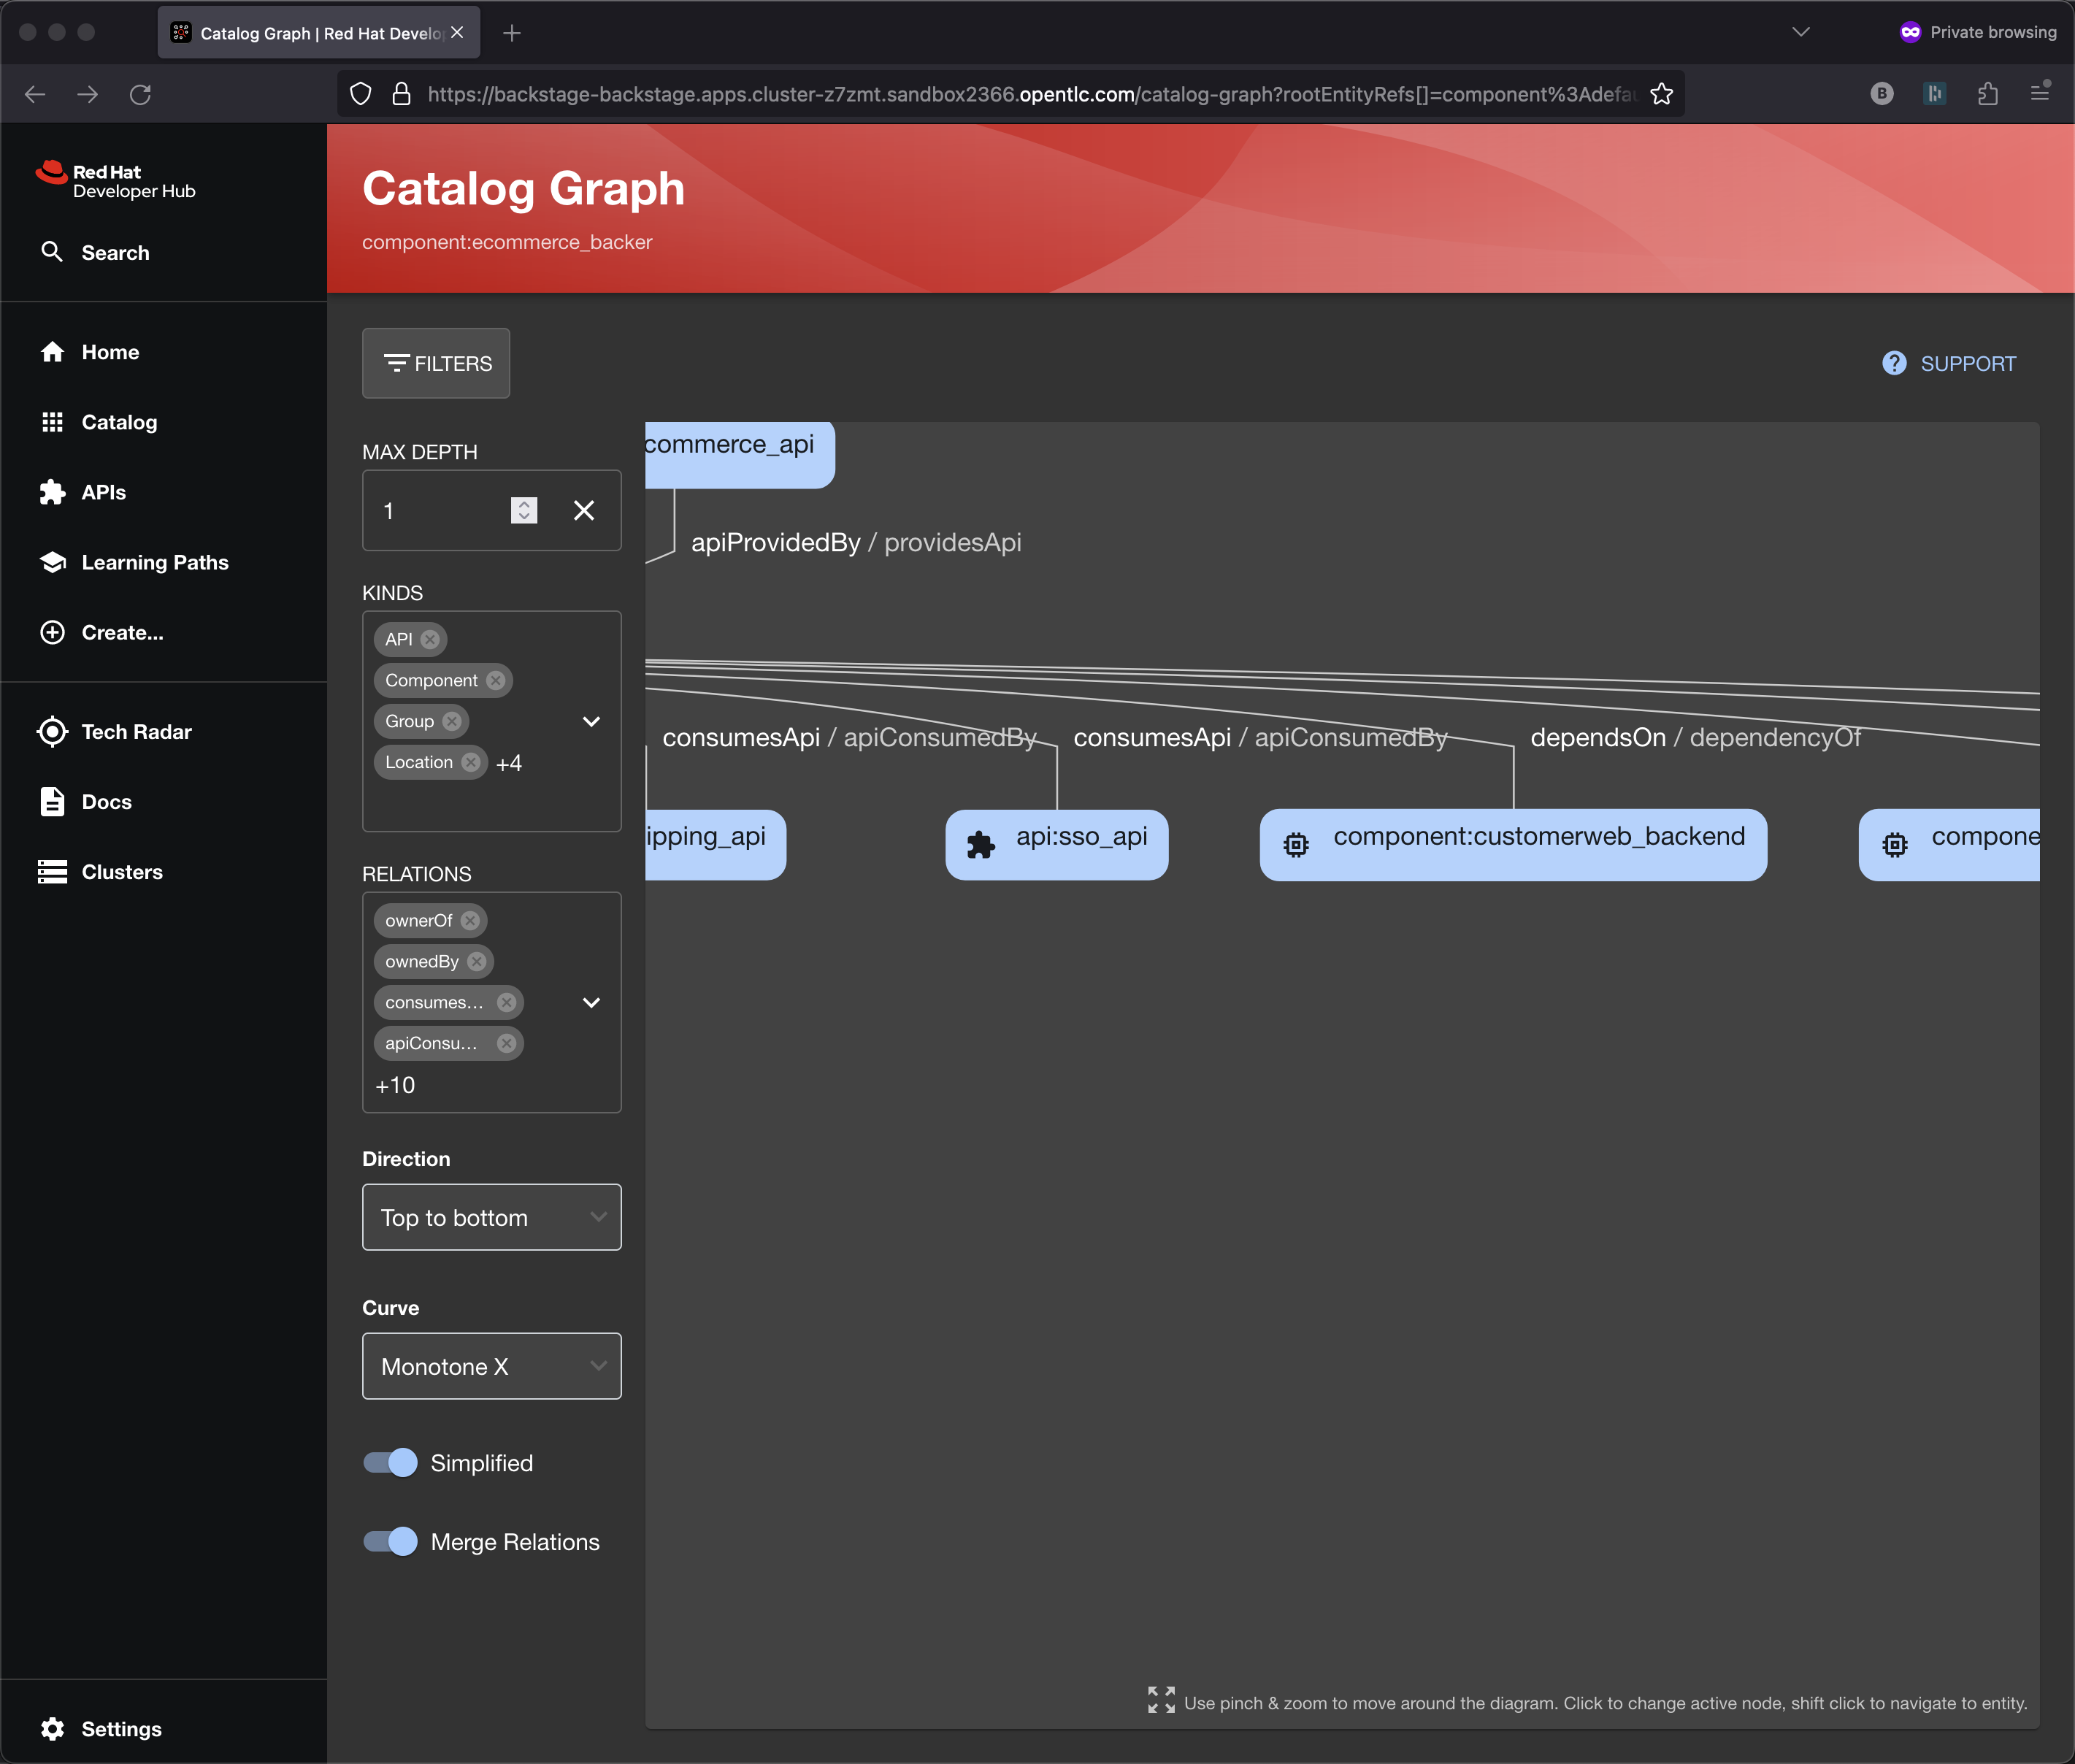 Catalog Graph | Red Hat Develo
Private browsing
https://backstage-backstage.apps.cluster-z7zmt.sandbox2366.opentlc.com/catalog-graph?rootEntityRefs[]=component%3Adefau
B
Red Hat
Developer Hub
Search
Home
Catalog
APIs
Learning Paths
Create...
Tech Radar
Docs
Clusters
Settings
Catalog Graph
component:ecommerce_backer
FILTERS
SUPPORT
MAX DEPTH
1
KINDS
API
Component
Group
Location +4
RELATIONS
ownerOf
ownedBy
consumes...
apiConsu...
+10
Direction
Top to bottom
Curve
Monotone X
Simplified
Merge Relations
commerce_api
apiProvidedBy / providesApi
consumesApi / apiConsumedBy
consumesApi / apiConsumedBy
dependsOn / dependencyOf
ipping_api
api:sso_api
component:customerweb_backend
compone
Use pinch & zoom to move around the diagram. Click to change active node, shift click to navigate to entity.